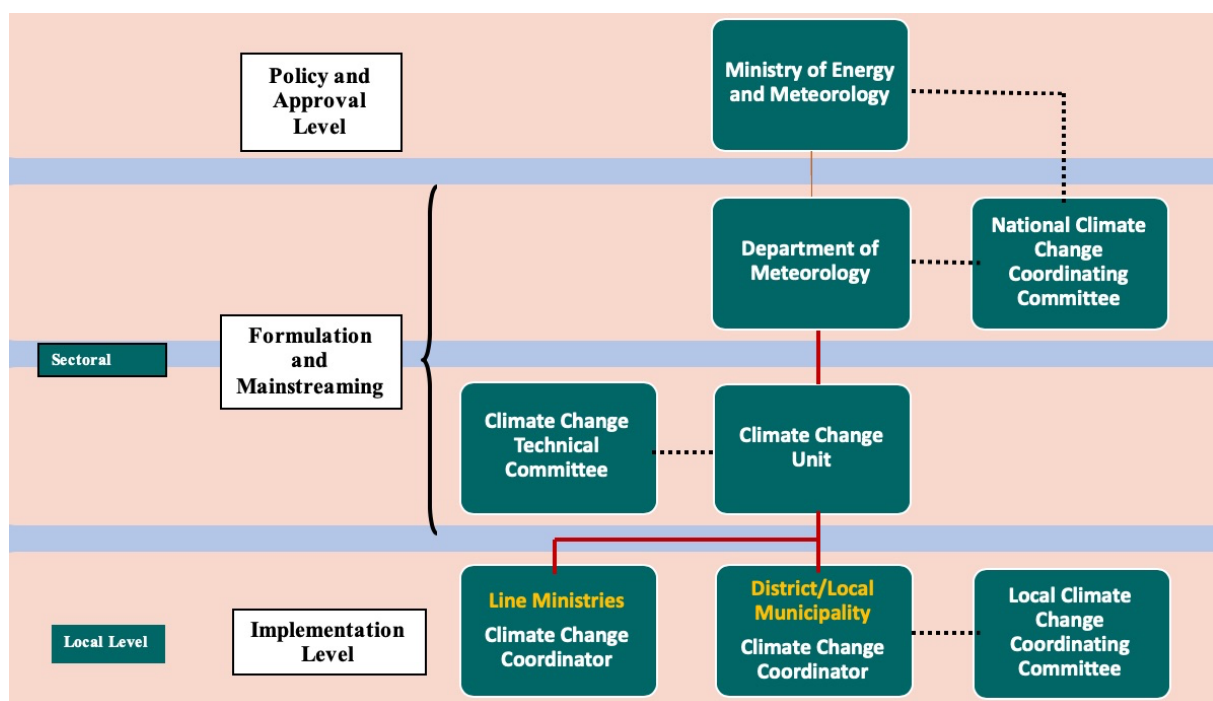 Policy and
Approval
Level
Ministry of Energy
and Meteorology
Department of
Meteorology
National Climate
Change
Coordinating
Committee
Sectoral
Formulation
and
Mainstreaming
Climate Change
Technical
Committee
Climate Change
Unit
Local Level
Implementation
Level
Line Ministries
Climate Change
Coordinator
District/Local
Municipality
Climate Change
Coordinator
Local Climate
Change
Coordinating
Committee